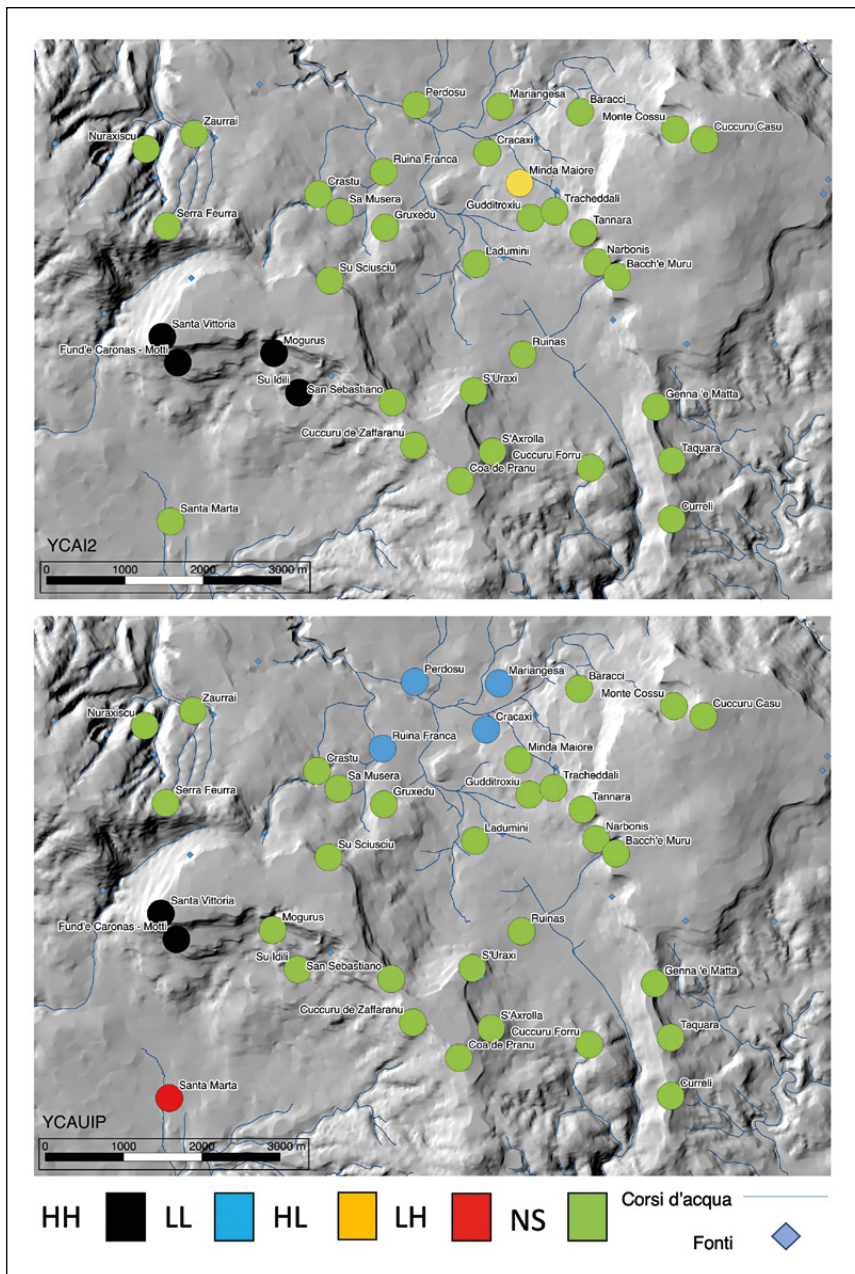 Perdosu
Mariangesa
Baracci
Monte Cossu
Cuccuru Casu
Zaurrai
Nuraxiscu
Cracaxi
Ruina Franca
Minda Maiore
Crastu
Sa Musera
Gudditroxiu
Tracheddali
Serra Feurra
Gruxedu
Tannara
Ladumini
Narbonis
Bacch'e Muru
Su Sciusciu
Santa Vittoria
Fund'e Caronas - Motti
Mogurus
Ruinas
Su Idili
San Sebastiano
S'Uraxi
Genna 'e Matta
Cuccuru de Zaffaranu
S'Axrolla
Cuccuru Forru
Taquara
Coa de Pranu
Santa Marta
Curreli
YCAI2
0 1000 2000 3000 m
Perdosu
Mariangesa
Baracci
Monte Cossu
Cuccuru Casu
Zaurrai
Nuraxiscu
Cracaxi
Ruina Franca
Minda Maiore
Crastu
Sa Musera
Gudditroxiu
Tracheddali
Serra Feurra
Gruxedu
Tannara
Ladumini
Narbonis
Bacch'e Muru
Su Sciusciu
Santa Vittoria
Fund'e Caronas - Motti
Mogurus
Ruinas
Su Idili
San Sebastiano
S'Uraxi
Genna 'e Matta
Cuccuru de Zaffaranu
S'Axrolla
Cuccuru Forru
Taquara
Coa de Pranu
Santa Marta
Curreli
YCAUIP
0 1000 2000 3000 m
HH LL HL LH NS Corsi d'acqua
Fonti